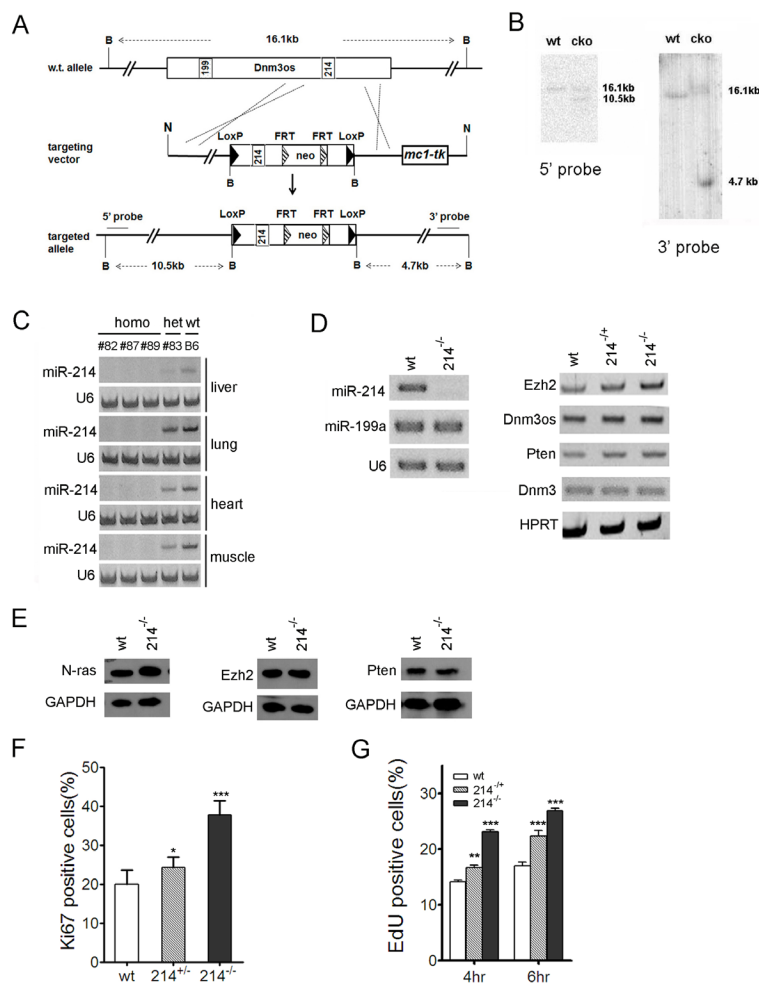 A
B 16.1kb B
w.t. allele
199 Dnm3os 214
N LoxP FRT FRT LoxP N
targeting vector
214 neo mc1-tk
B B
LoxP FRT FRT LoxP
5' probe 3' probe
targeted allele
214 neo
B 10.5kb B 4.7kb B
B
wt cko
16.1kb
10.5kb
5' probe
wt cko
16.1kb
4.7 kb
3' probe
C
homo het wt
#82 #87 #89 #83 B6
miR-214
U6
liver
miR-214
U6
lung
miR-214
U6
heart
miR-214
U6
muscle
D
wt 214-/-
miR-214
miR-199a
U6
wt 214-/+ 214-/-
Ezh2
Dnm3os
Pten
Dnm3
HPRT
E
wt 214-/-
N-ras
GAPDH
wt 214-/-
Ezh2
GAPDH
wt 214-/-
Pten
GAPDH
F
Ki67 positive cells(%)
50
40
30
20
10
0
* ***
wt 214+/- 214-/-
G
EdU positive cells(%)
wt
214-/+
214-/-
30
20
10
0
** *** *** ***
4hr 6hr